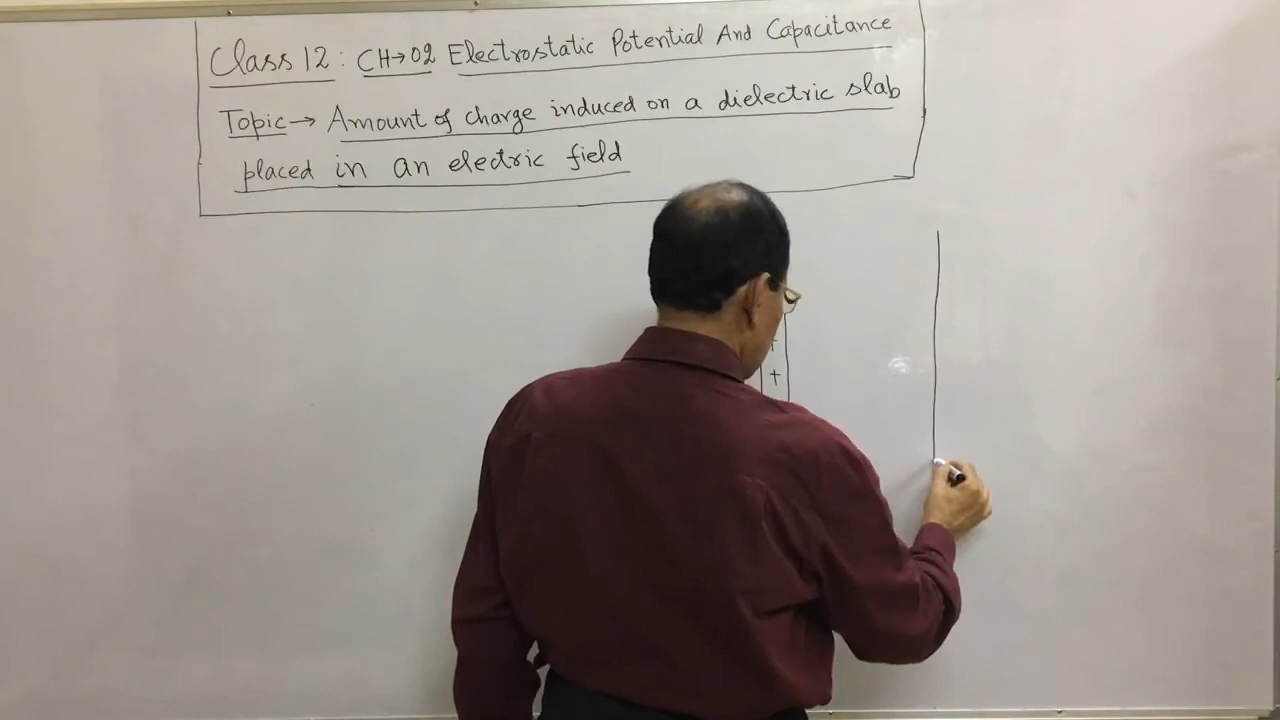 Class 12 : CH→02 Electrostatic Potential And Capacitance
Topic → Amount of charge induced on a dielectric slab
placed in an electric field
+
+